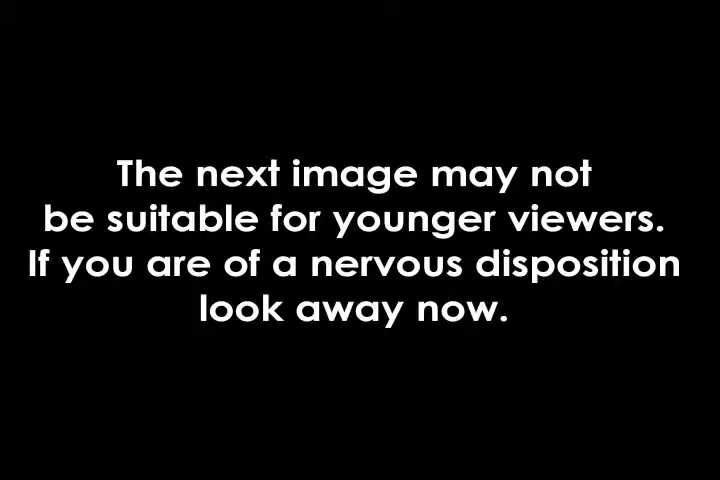 The next image may not
be suitable for younger viewers.
If you are of a nervous disposition
look away now.